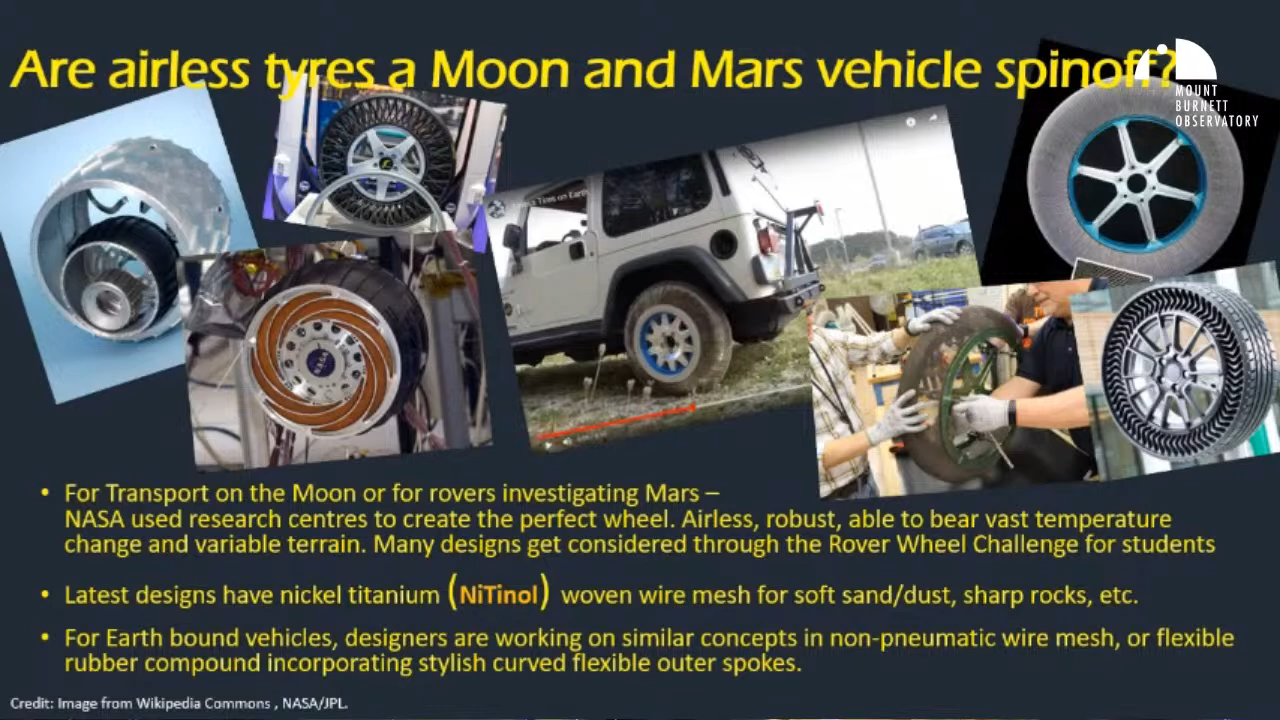 Are airless tyres a Moon and Mars vehicle spinoff?
MOUNT
BURNETT
OBSERVATORY
Tires on Earth
NASA
• For Transport on the Moon or for rovers investigating Mars –
NASA used research centres to create the perfect wheel. Airless, robust, able to bear vast temperature
change and variable terrain. Many designs get considered through the Rover Wheel Challenge for students
• Latest designs have nickel titanium (NiTinol) woven wire mesh for soft sand/dust, sharp rocks, etc.
• For Earth bound vehicles, designers are working on similar concepts in non-pneumatic wire mesh, or flexible
rubber compound incorporating stylish curved flexible outer spokes.
Credit: Image from Wikipedia Commons , NASA/JPL.